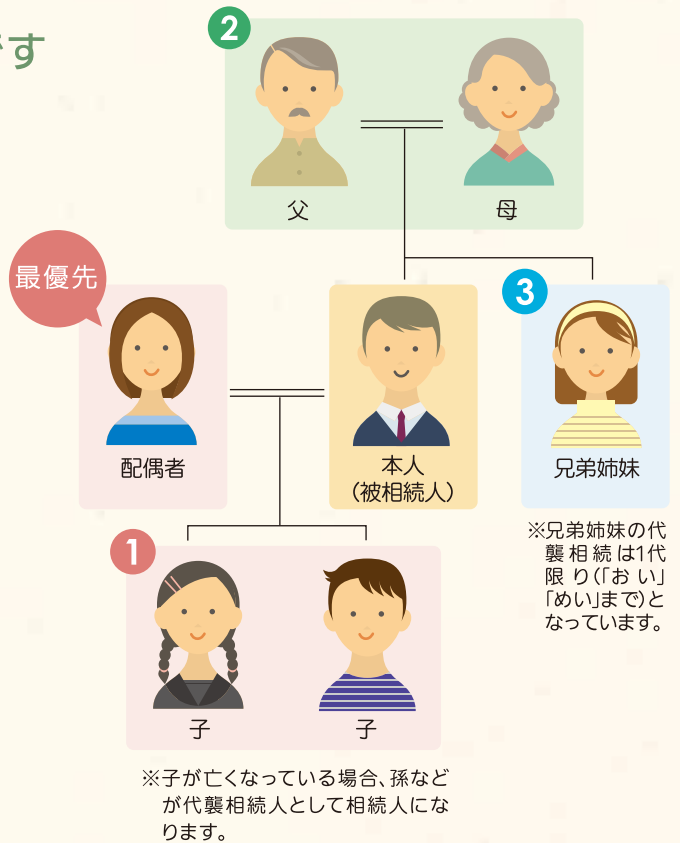 です
2
父
母
最優先
配偶者
本人
（被相続人）
3
兄弟姉妹
※兄弟姉妹の代
襲相続は1代
限り（「おい」
「めい」まで）と
なっています。
1
子
子
※子が亡くなっている場合、孫など
が代襲相続人として相続人にな
ります。